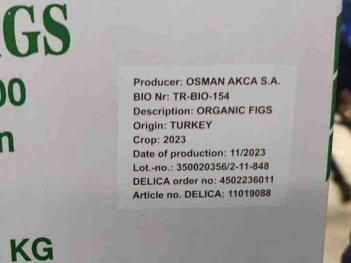 GS
00
n
Producer: OSMAN AKCA S.A.
BIO Nr: TR-BIO-154
Description: ORGANIC FIGS
Origin: TURKEY
Crop: 2023
Date of production: 11/2023
Lot.-no.: 350020356/2-11-848
DELICA order no: 4502236011
Article no. DELICA: 11019088
KG